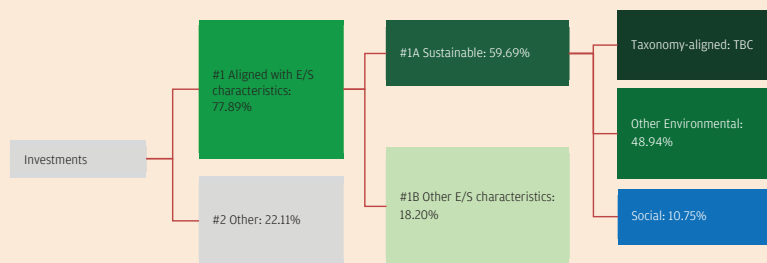 Investments
#1 Aligned with E/S
characteristics:
77.89%
#2 Other: 22.11%
#1A Sustainable: 59.69%
#1B Other E/S characteristics:
18.20%
Taxonomy-aligned: TBC
Other Environmental:
48.94%
Social: 10.75%